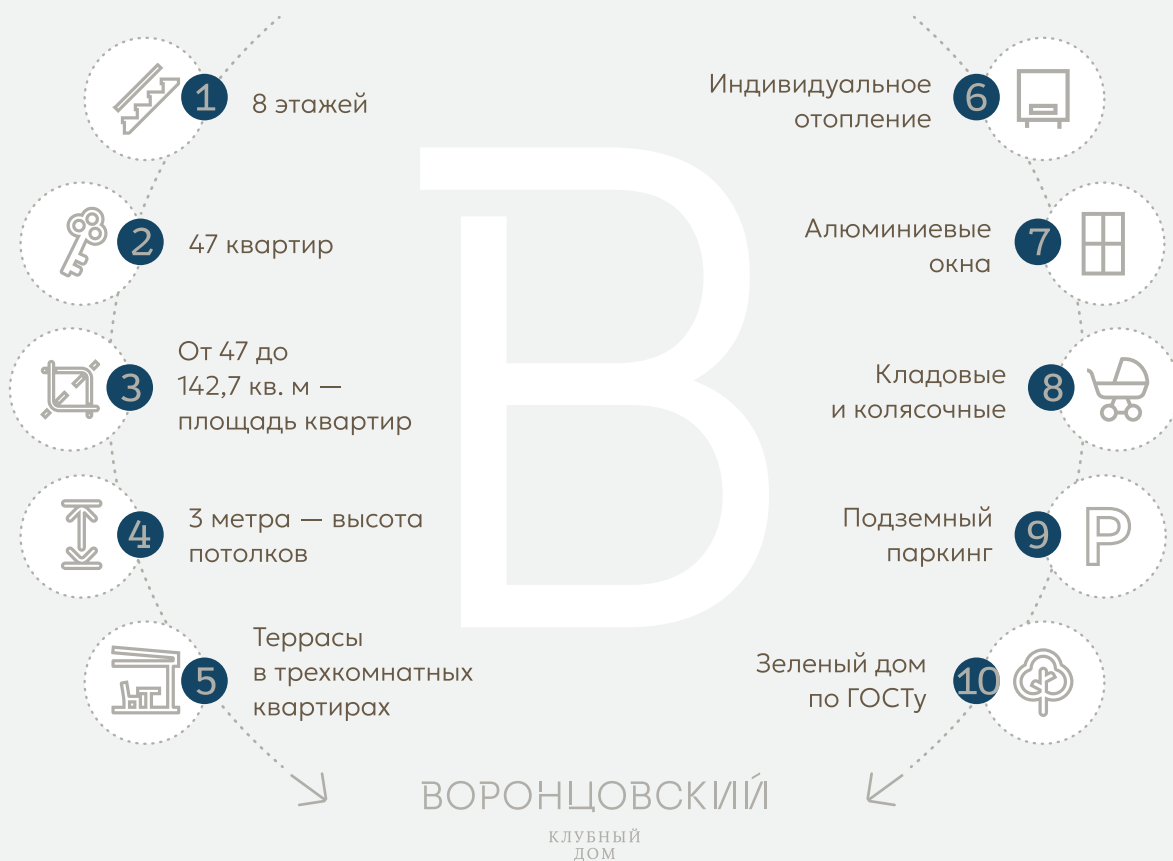 1
8 этажей
2
47 квартир
3
От 47 до
142,7 кв. м —
площадь квартир
4
3 метра — высота
потолков
5
Террасы
в трехкомнатных
квартирах
6
Индивидуальное
отопление
7
Алюминиевые
окна
8
Кладовые
и колясочные
9
P
Подземный
паркинг
10
Зеленый дом
по ГОСТу
В
ВОРОНЦОВСКИЙ
КЛУБНЫЙ
ДОМ